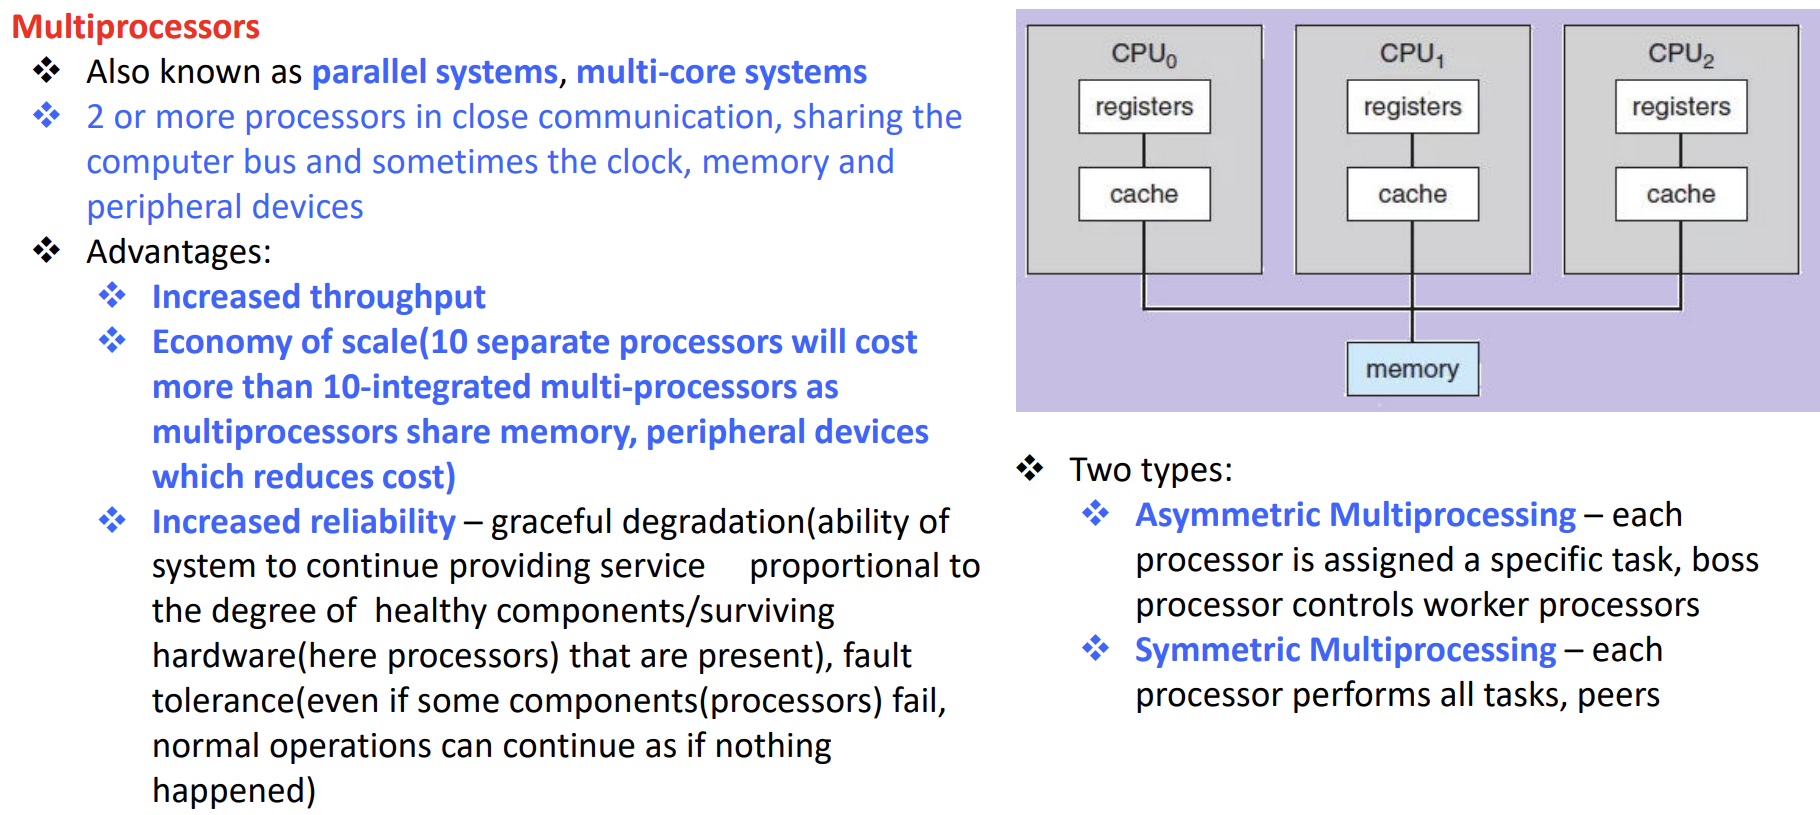 Multiprocessors
❖ Also known as parallel systems, multi-core systems
❖ 2 or more processors in close communication, sharing the
computer bus and sometimes the clock, memory and
peripheral devices
❖ Advantages:
❖ Increased throughput
❖ Economy of scale(10 separate processors will cost
more than 10-integrated multi-processors as
multiprocessors share memory, peripheral devices
which reduces cost)
❖ Increased reliability – graceful degradation(ability of
system to continue providing service proportional to
the degree of healthy components/surviving
hardware(here processors) that are present), fault
tolerance(even if some components(processors) fail,
normal operations can continue as if nothing
happened)
CPU₀ CPU₁ CPU₂
registers registers registers
cache cache cache
memory
❖ Two types:
❖ Asymmetric Multiprocessing – each
processor is assigned a specific task, boss
processor controls worker processors
❖ Symmetric Multiprocessing – each
processor performs all tasks, peers